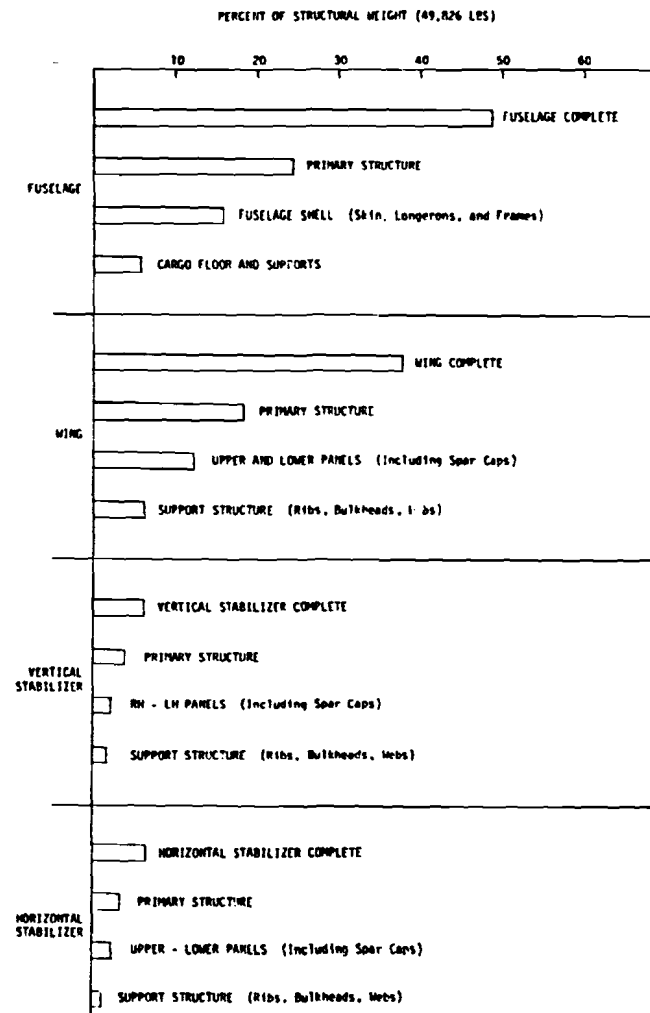 PERCENT OF STRUCTURAL WEIGHT (49,826 LBS)
10 20 30 40 50 60
FUSELAGE COMPLETE
PRIMARY STRUCTURE
FUSELAGE
FUSELAGE SHELL (Skin, Longerons, and Frames)
CARGO FLOOR AND SUPPORTS
WING COMPLETE
PRIMARY STRUCTURE
WING
UPPER AND LOWER PANELS (Including Spar Caps)
SUPPORT STRUCTURE (Ribs, Bulkheads,
VERTICAL STABILIZER COMPLETE
PRIMARY STRUCTURE
VERTICAL
STABILIZER
RH - LH PANELS (Including Spar Caps)
SUPPORT STRUCTURE (Ribs, Bulkheads, Webs)
HORIZONTAL STABILIZER COMPLETE
PRIMARY STRUCTURE
HORIZONTAL
STABILIZER
UPPER - LOWER PANELS (Including Spar Caps)
SUPPORT STRUCTURE (Ribs, Bulkheads, Webs)